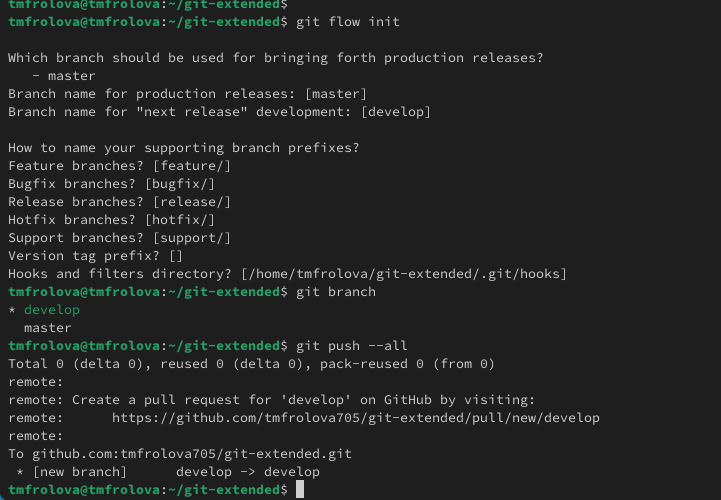 tmfrolova@tmfrolova:~/git-extended$
tmfrolova@tmfrolova:~/git-extended$ git flow init

Which branch should be used for bringing forth production releases?
   - master
Branch name for production releases: [master]
Branch name for "next release" development: [develop]

How to name your supporting branch prefixes?
Feature branches? [feature/]
Bugfix branches? [bugfix/]
Release branches? [release/]
Hotfix branches? [hotfix/]
Support branches? [support/]
Version tag prefix? []
Hooks and filters directory? [/home/tmfrolova/git-extended/.git/hooks]
tmfrolova@tmfrolova:~/git-extended$ git branch
* develop
  master
tmfrolova@tmfrolova:~/git-extended$ git push --all
Total 0 (delta 0), reused 0 (delta 0), pack-reused 0 (from 0)
remote:
remote: Create a pull request for 'develop' on GitHub by visiting:
remote:      https://github.com/tmfrolova705/git-extended/pull/new/develop
remote:
To github.com:tmfrolova705/git-extended.git
 * [new branch]      develop -> develop
tmfrolova@tmfrolova:~/git-extended$